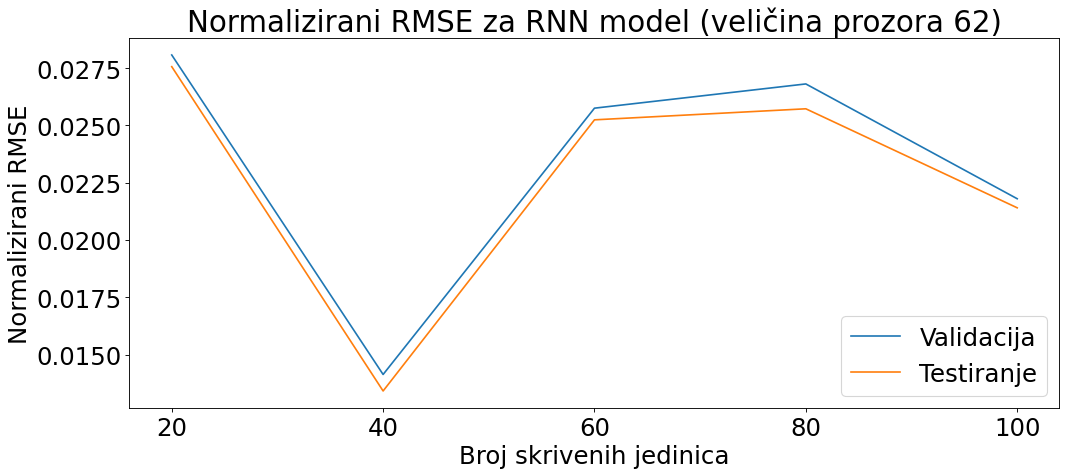 Normalizirani RMSE za RNN model (veličina prozora 62)
Normalizirani RMSE
0.0275
0.0250
0.0225
0.0200
0.0175
0.0150
Validacija
Testiranje
20 40 60 80 100
Broj skrivenih jedinica